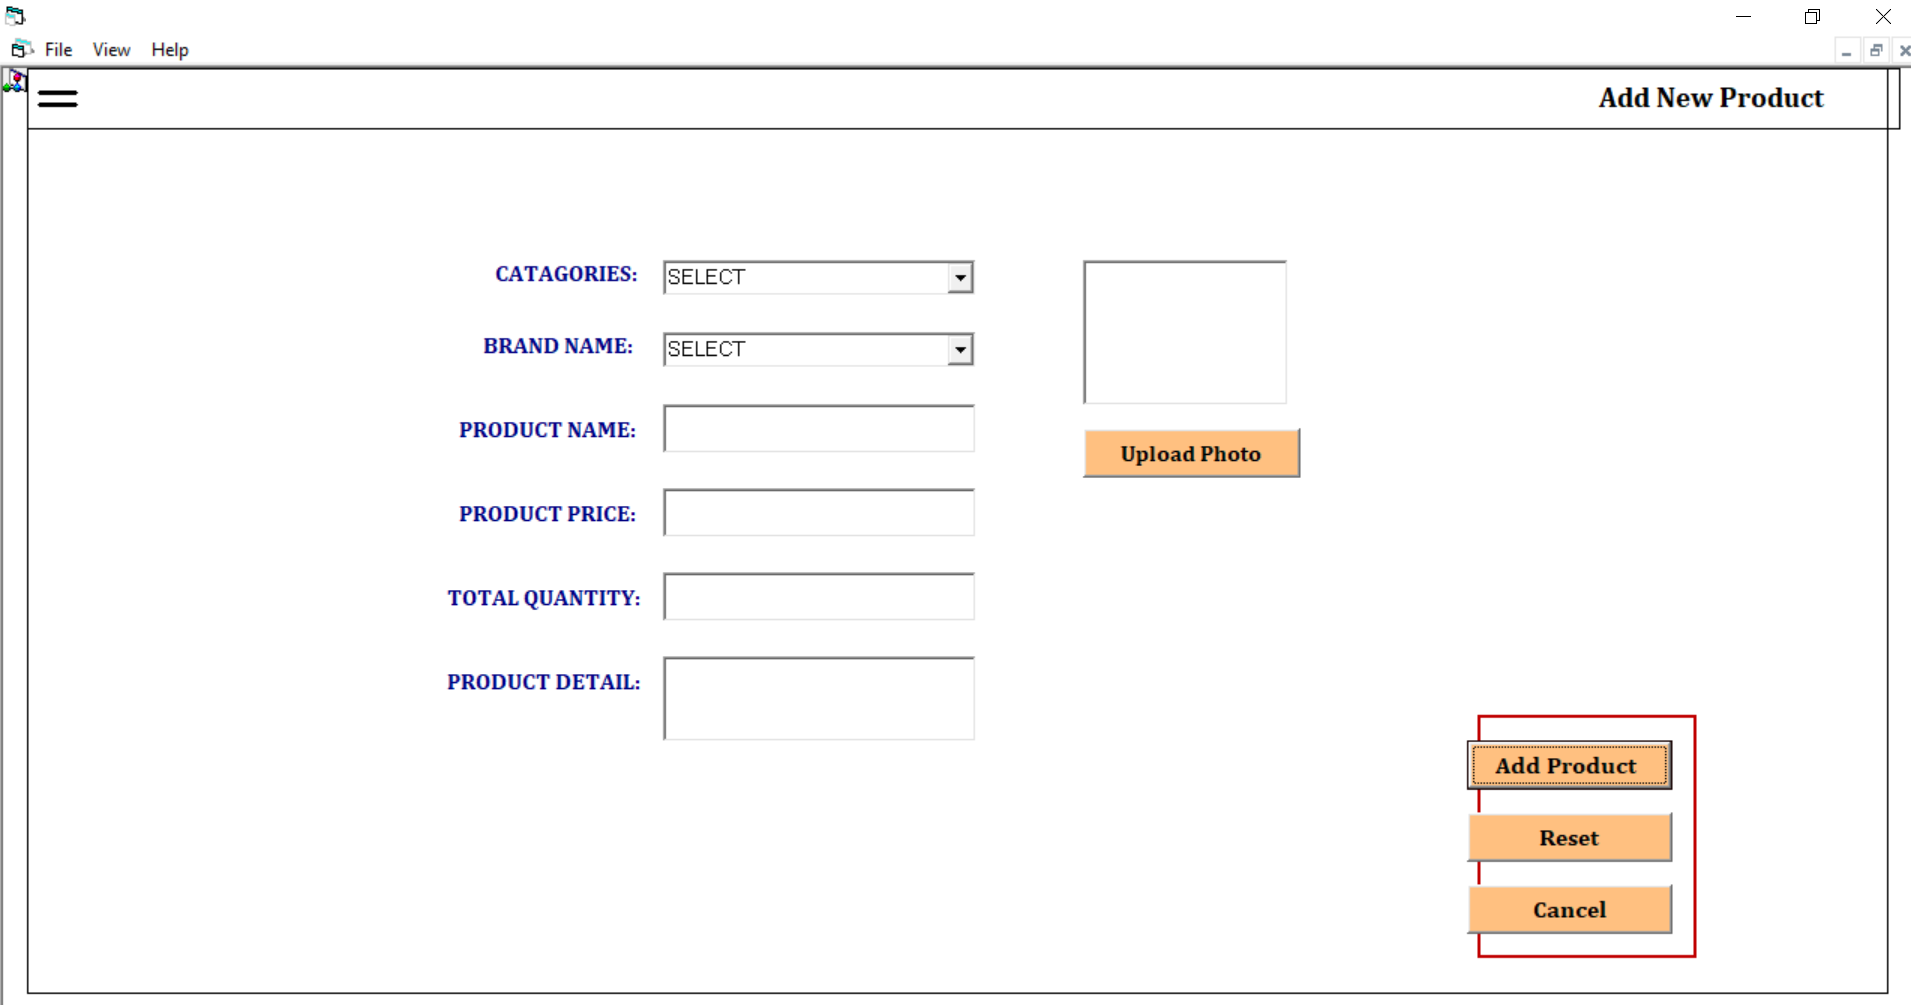 File View Help
Add New Product
CATAGORIES: SELECT
BRAND NAME: SELECT
PRODUCT NAME:
Upload Photo
PRODUCT PRICE:
TOTAL QUANTITY:
PRODUCT DETAIL:
Add Product
Reset
Cancel